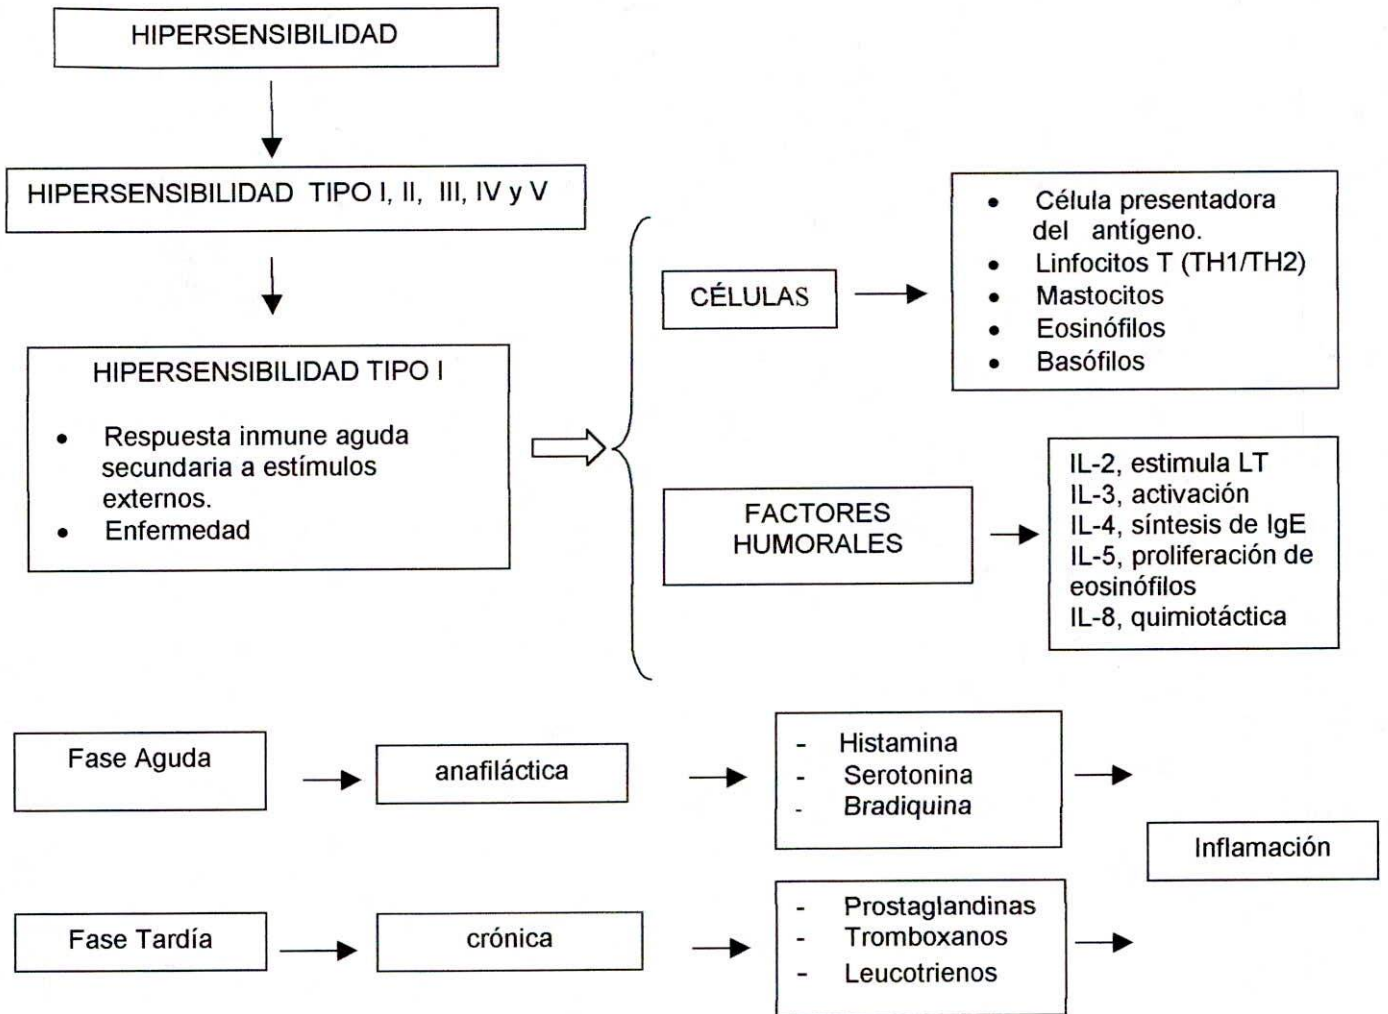 HIPERSENSIBILIDAD
HIPERSENSIBILIDAD TIPO I, II, III, IV y V
HIPERSENSIBILIDAD TIPO I
• Respuesta inmune aguda
secundaria a estímulos
externos.
• Enfermedad
CÉLULAS
• Célula presentadora
del antígeno.
• Linfocitos T (TH1/TH2)
• Mastocitos
• Eosinófilos
• Basófilos
FACTORES
HUMORALES
IL-2, estimula LT
IL-3, activación
IL-4, síntesis de IgE
IL-5, proliferación de
eosinófilos
IL-8, quimiotáctica
Fase Aguda
anafiláctica
- Histamina
- Serotonina
- Bradiquina
Inflamación
Fase Tardía
crónica
- Prostaglandinas
- Tromboxanos
- Leucotrienos